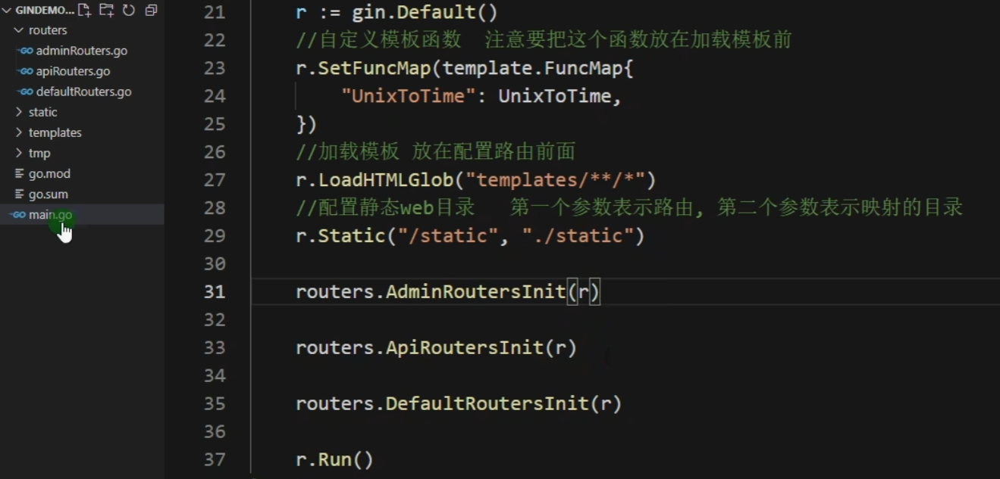 GINDEMO...
routers
adminRouters.go
apiRouters.go
defaultRouters.go
static
templates
tmp
go.mod
go.sum
main.go
21 r := gin.Default()
22 //自定义模板函数 注意要把这个函数放在加载模板前
23 r.SetFuncMap(template.FuncMap{
24 "UnixToTime": UnixToTime,
25 })
26 //加载模板 放在配置路由前面
27 r.LoadHTMLGlob("templates/**/*")
28 //配置静态web目录 第一个参数表示路由, 第二个参数表示映射的目录
29 r.Static("/static", "./static")
30
31 routers.AdminRoutersInit(r)
32
33 routers.ApiRoutersInit(r)
34
35 routers.DefaultRoutersInit(r)
36
37 r.Run()